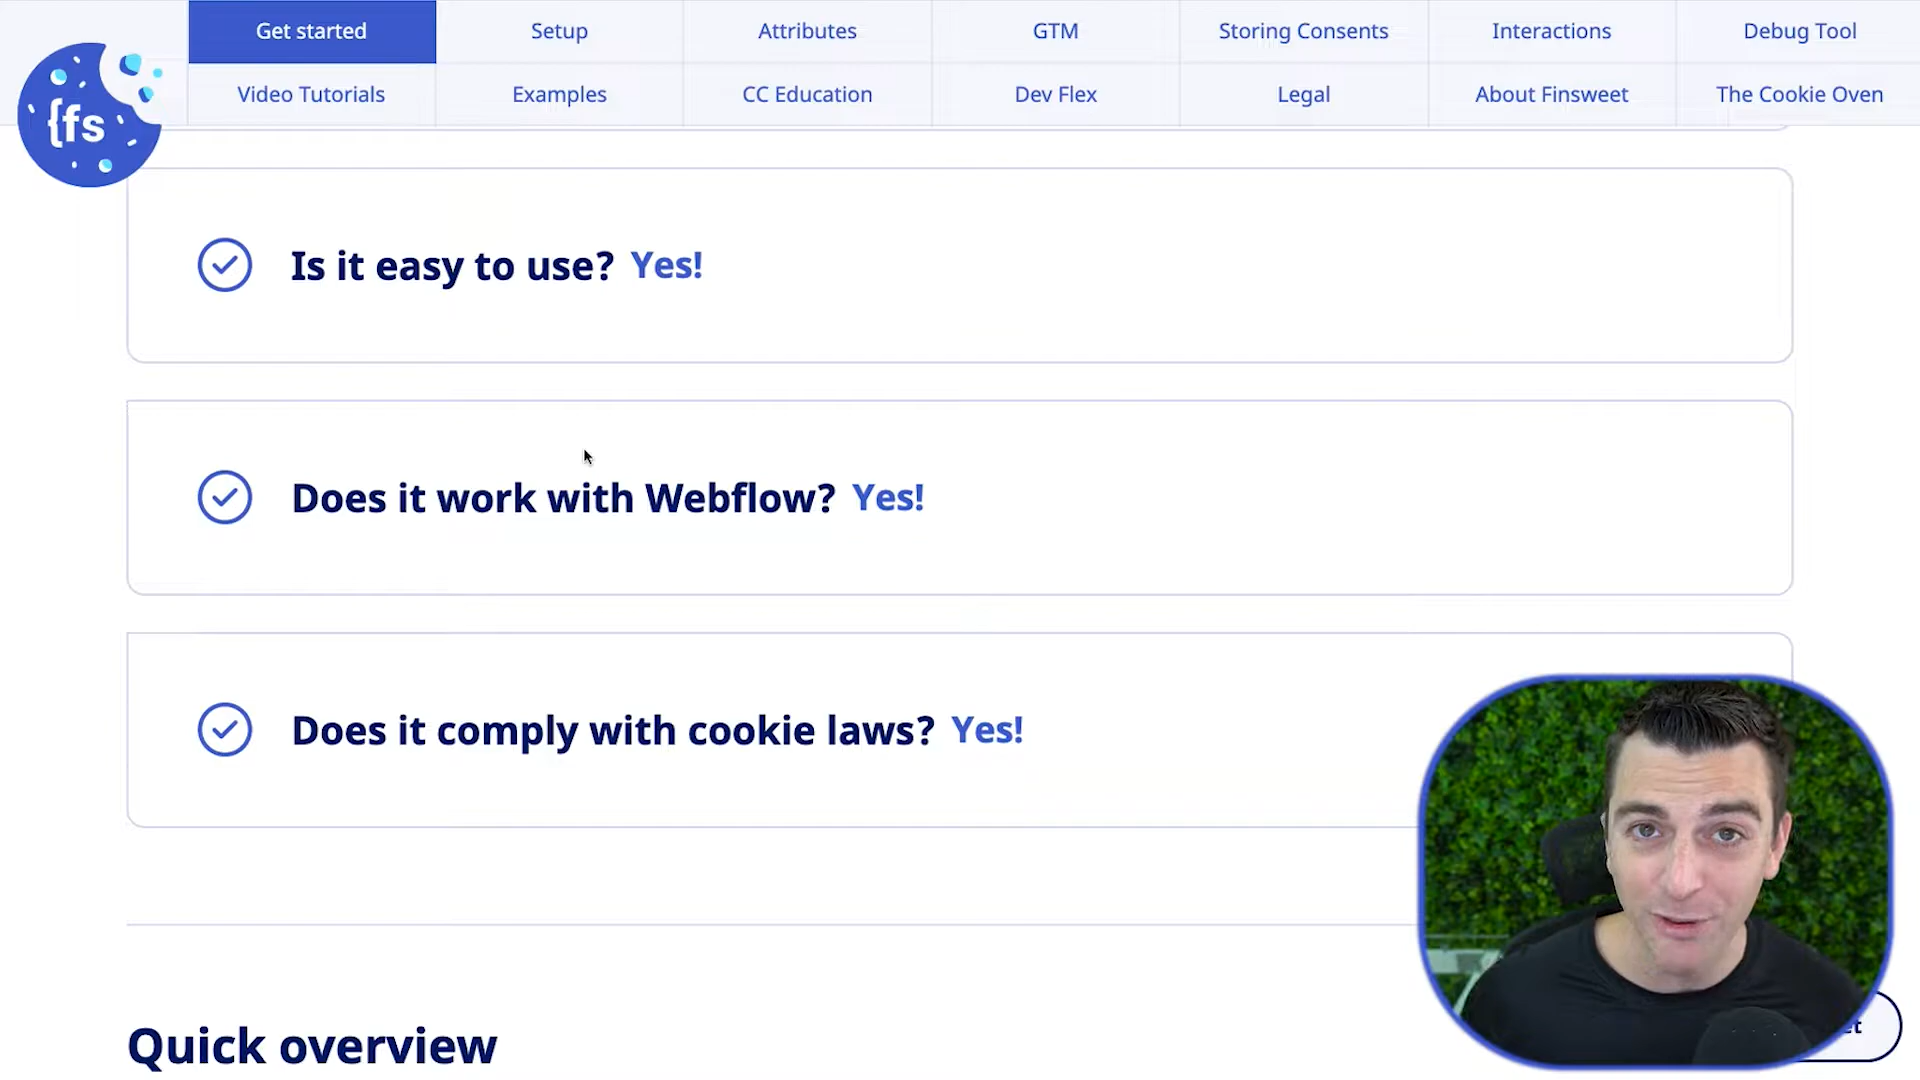 Get started
Setup
Attributes
GTM
Storing Consents
Interactions
Debug Tool
Video Tutorials
Examples
CC Education
Dev Flex
Legal
About Finsweet
The Cookie Oven
{fs
Is it easy to use? Yes!
Does it work with Webflow? Yes!
Does it comply with cookie laws? Yes!
Quick overview